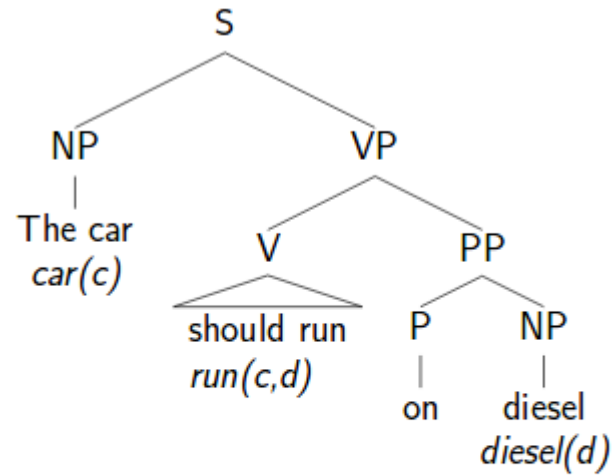 S
NP VP
The car
car(c)
V PP
should run
run(c,d)
P NP
on diesel
diesel(d)